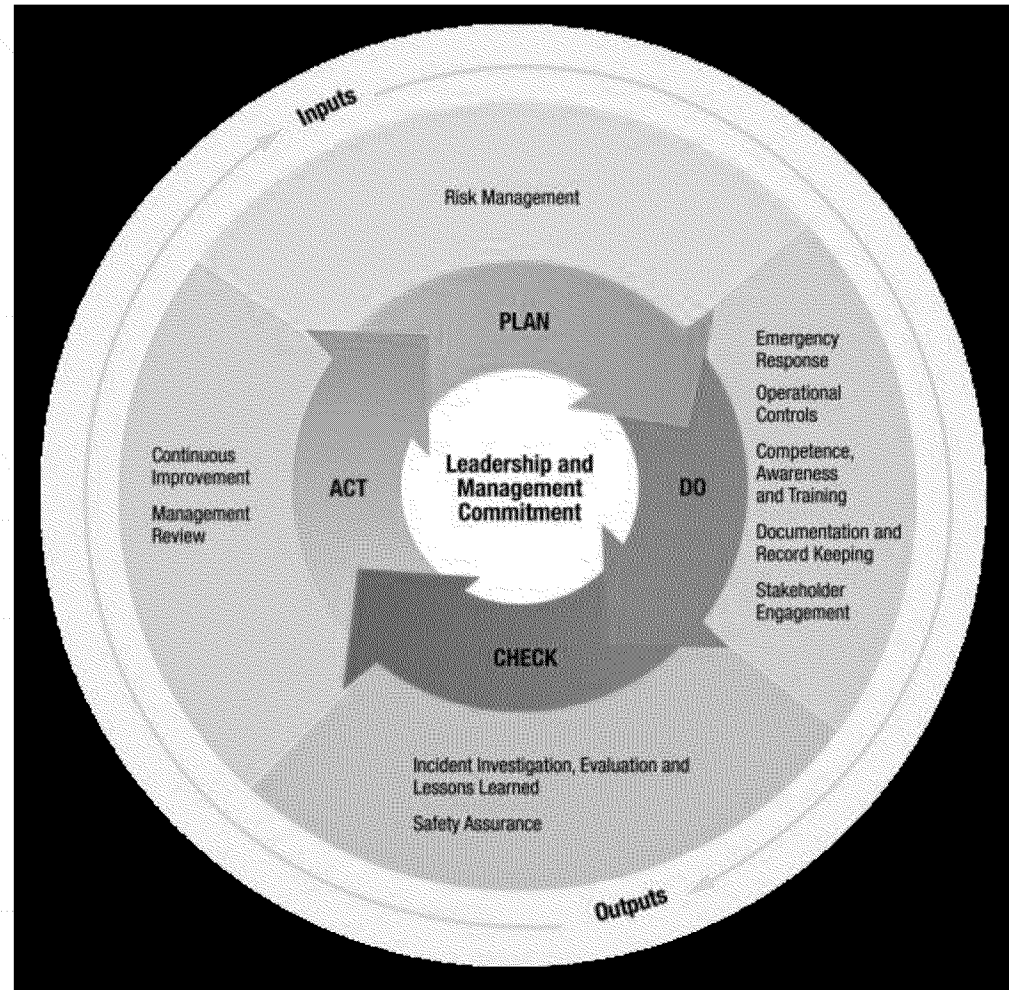 Inputs
Risk Management
PLAN
Emergency
Response
Operational
Controls
Competence,
Awareness
and Training
Documentation and
Record Keeping
Stakeholder
Engagement
DO
Leadership and
Management
Commitment
ACT
Continuous
Improvement
Management
Review
CHECK
Incident Investigation, Evaluation and
Lessons Learned
Safety Assurance
Outputs